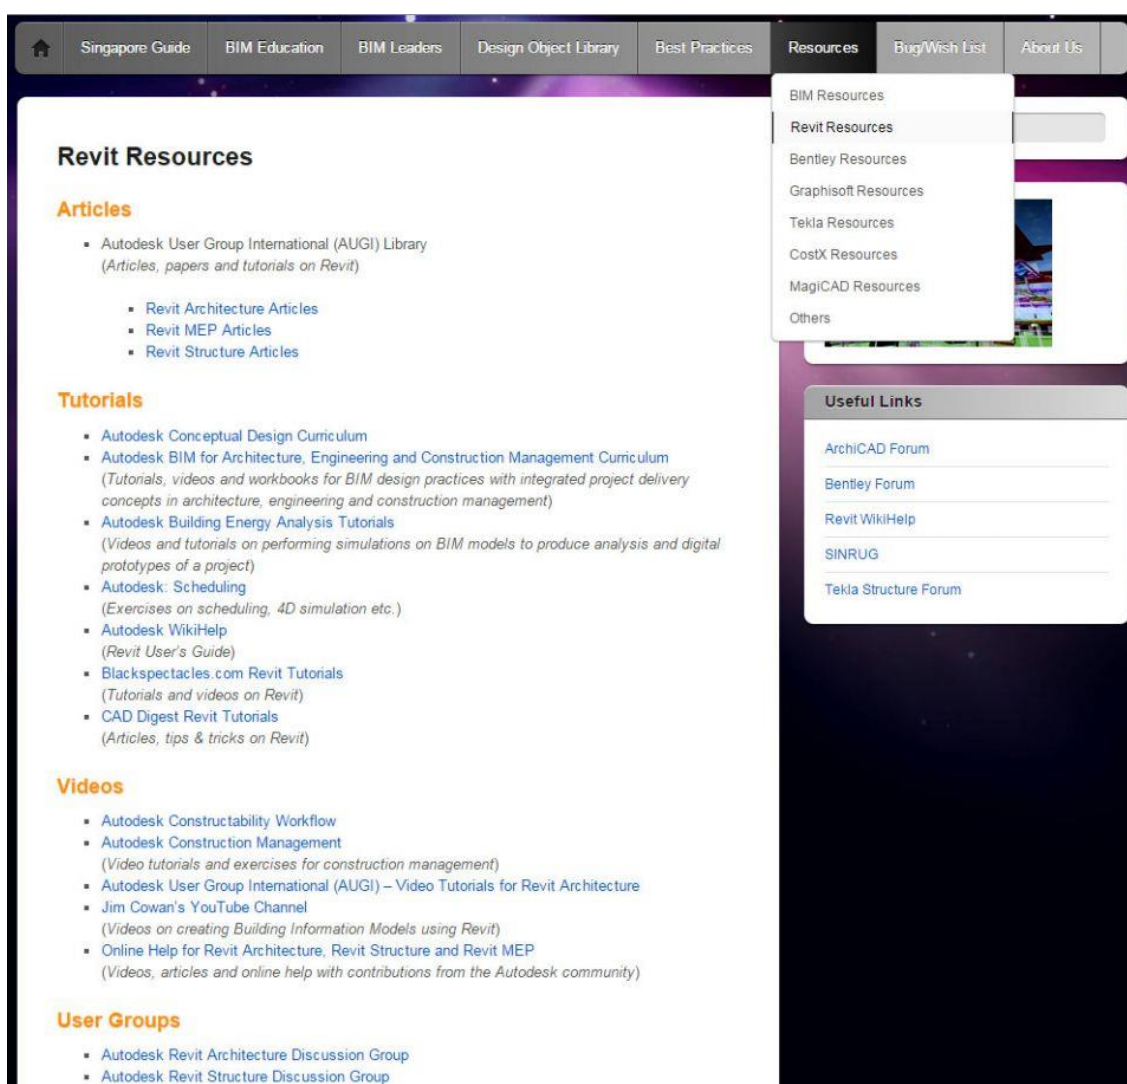 Singapore Guide
BIM Education
BIM Leaders
Design Object Library
Best Practices
Resources
Bug/Wish List
About Us
BIM Resources
Revit Resources
Bentley Resources
Graphisoft Resources
Tekla Resources
CostX Resources
MagiCAD Resources
Others
Revit Resources
Articles
Autodesk User Group International (AUGI) Library
(Articles, papers and tutorials on Revit)
Revit Architecture Articles
Revit MEP Articles
Revit Structure Articles
Tutorials
Autodesk Conceptual Design Curriculum
Autodesk BIM for Architecture, Engineering and Construction Management Curriculum
(Tutorials, videos and workbooks for BIM design practices with integrated project delivery
concepts in architecture, engineering and construction management)
Autodesk Building Energy Analysis Tutorials
(Videos and tutorials on performing simulations on BIM models to produce analysis and digital
prototypes of a project)
Autodesk: Scheduling
(Exercises on scheduling, 4D simulation etc.)
Autodesk WikiHelp
(Revit User's Guide)
Blackspectacles.com Revit Tutorials
(Tutorials and videos on Revit)
CAD Digest Revit Tutorials
(Articles, tips & tricks on Revit)
Videos
Autodesk Constructability Workflow
Autodesk Construction Management
(Video tutorials and exercises for construction management)
Autodesk User Group International (AUGI) – Video Tutorials for Revit Architecture
Jim Cowan's YouTube Channel
(Videos on creating Building Information Models using Revit)
Online Help for Revit Architecture, Revit Structure and Revit MEP
(Videos, articles and online help with contributions from the Autodesk community)
User Groups
Autodesk Revit Architecture Discussion Group
Autodesk Revit Structure Discussion Group
Useful Links
ArchiCAD Forum
Bentley Forum
Revit WikiHelp
SINRUG
Tekla Structure Forum